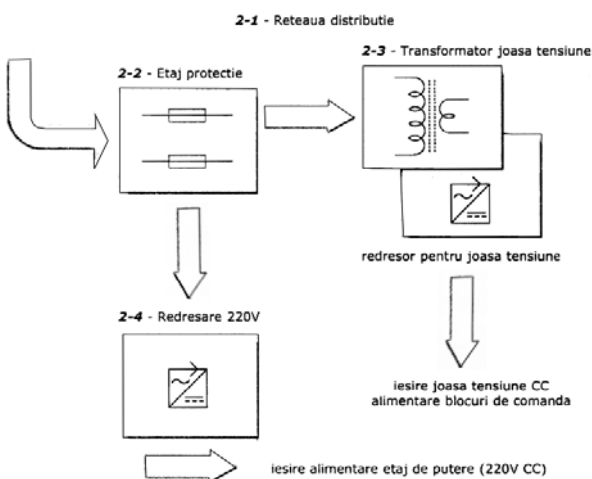 2-1 - Reteaua distributie
2-3 - Transformator joasa tensiune
2-2 - Etaj protectie
redresor pentru joasa tensiune
2-4 - Redresare 220V
iesire joasa tensiune CC
alimentare blocuri de comanda
iesire alimentare etaj de putere (220V CC)